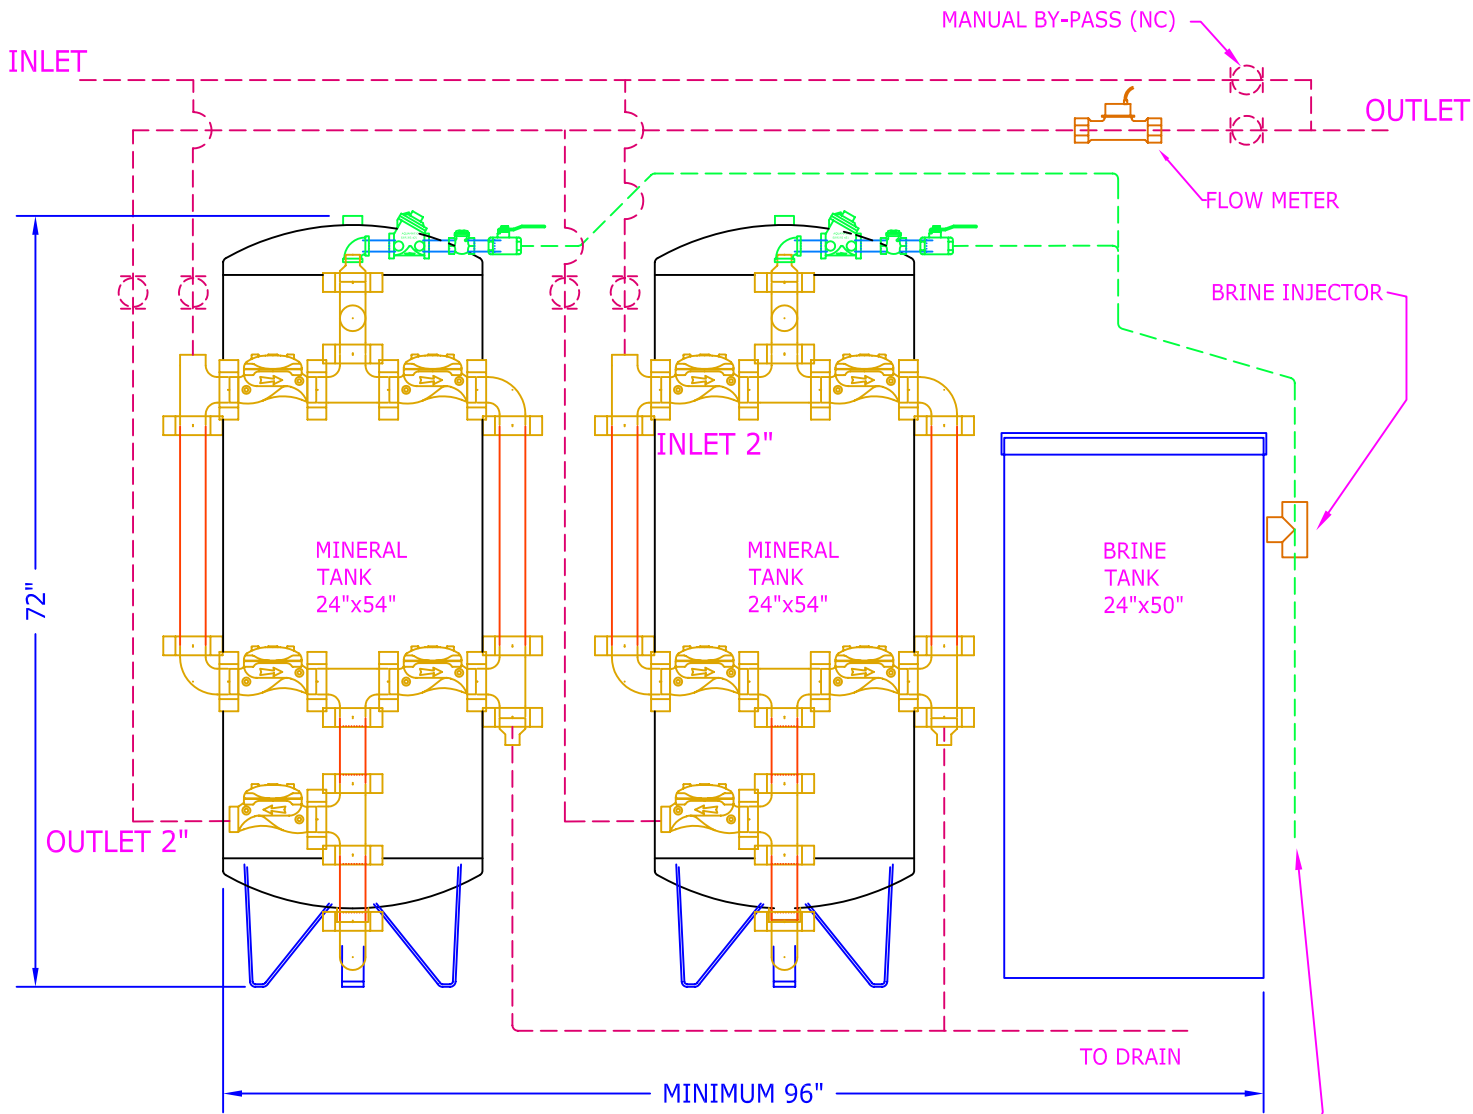 MANUAL BY-PASS (NC)
INLET
OUTLET
FLOW METER
BRINE INJECTOR
INLET 2"
MINERAL
TANK
24"x54"
MINERAL
TANK
24"x54"
BRINE
TANK
24"x50"
72"
OUTLET 2"
TO DRAIN
MINIMUM 96"